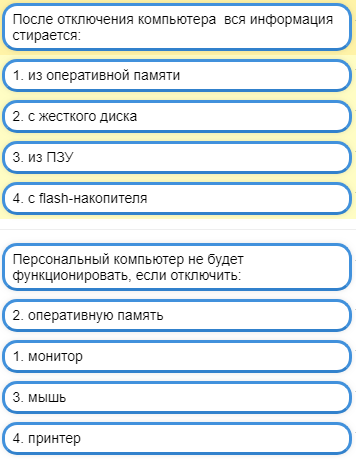 После отключения компьютера  вся информация
стирается:
1. из оперативной памяти
2. с жесткого диска
3. из ПЗУ
4. с flash-накопителя
Персональный компьютер не будет
функционировать, если отключить:
2. оперативную память
1. монитор
3. мышь
4. принтер